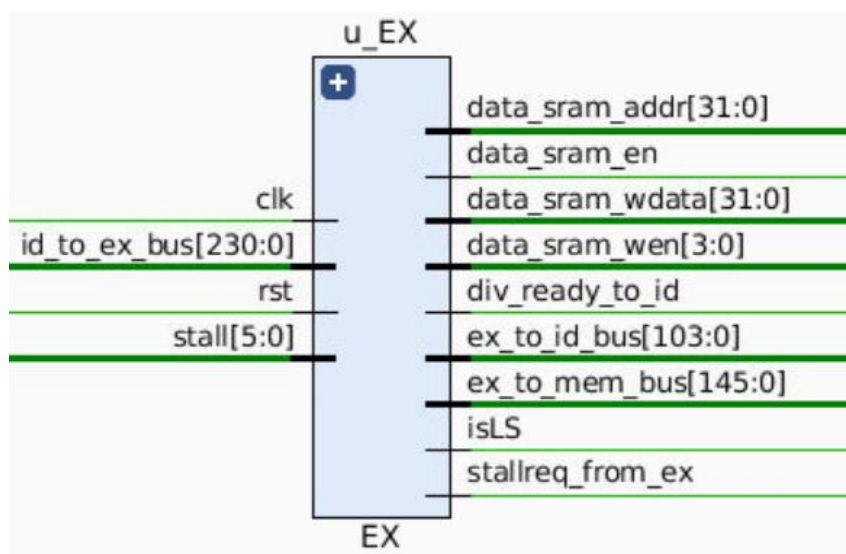 u_EX
+
data_sram_addr[31:0]
data_sram_en
clk
data_sram_wdata[31:0]
id_to_ex_bus[230:0]
data_sram_wen[3:0]
rst
div_ready_to_id
stall[5:0]
ex_to_id_bus[103:0]
ex_to_mem_bus[145:0]
isLS
stallreq_from_ex
EX